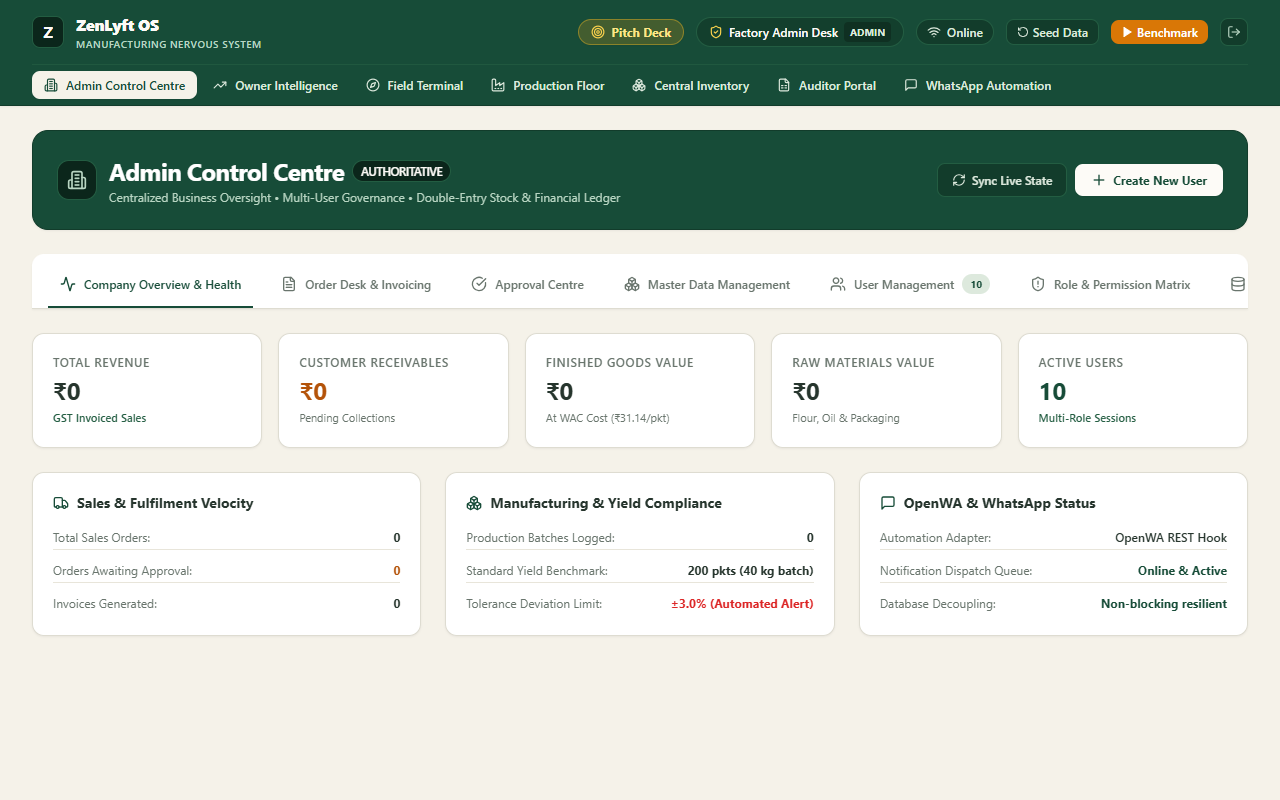 Z
ZenLyft OS
MANUFACTURING NERVOUS SYSTEM
Pitch Deck
Factory Admin Desk ADMIN
Online
Seed Data
Benchmark
Admin Control Centre
Owner Intelligence
Field Terminal
Production Floor
Central Inventory
Auditor Portal
WhatsApp Automation
Admin Control Centre AUTHORITATIVE
Centralized Business Oversight • Multi-User Governance • Double-Entry Stock & Financial Ledger
Sync Live State
Create New User
Company Overview & Health
Order Desk & Invoicing
Approval Centre
Master Data Management
User Management 10
Role & Permission Matrix
TOTAL REVENUE
₹0
GST Invoiced Sales
CUSTOMER RECEIVABLES
₹0
Pending Collections
FINISHED GOODS VALUE
₹0
At WAC Cost (₹31.14/pkt)
RAW MATERIALS VALUE
₹0
Flour, Oil & Packaging
ACTIVE USERS
10
Multi-Role Sessions
Sales & Fulfilment Velocity
Total Sales Orders: 0
Orders Awaiting Approval: 0
Invoices Generated: 0
Manufacturing & Yield Compliance
Production Batches Logged: 0
Standard Yield Benchmark: 200 pkts (40 kg batch)
Tolerance Deviation Limit: ±3.0% (Automated Alert)
OpenWA & WhatsApp Status
Automation Adapter: OpenWA REST Hook
Notification Dispatch Queue: Online & Active
Database Decoupling: Non-blocking resilient